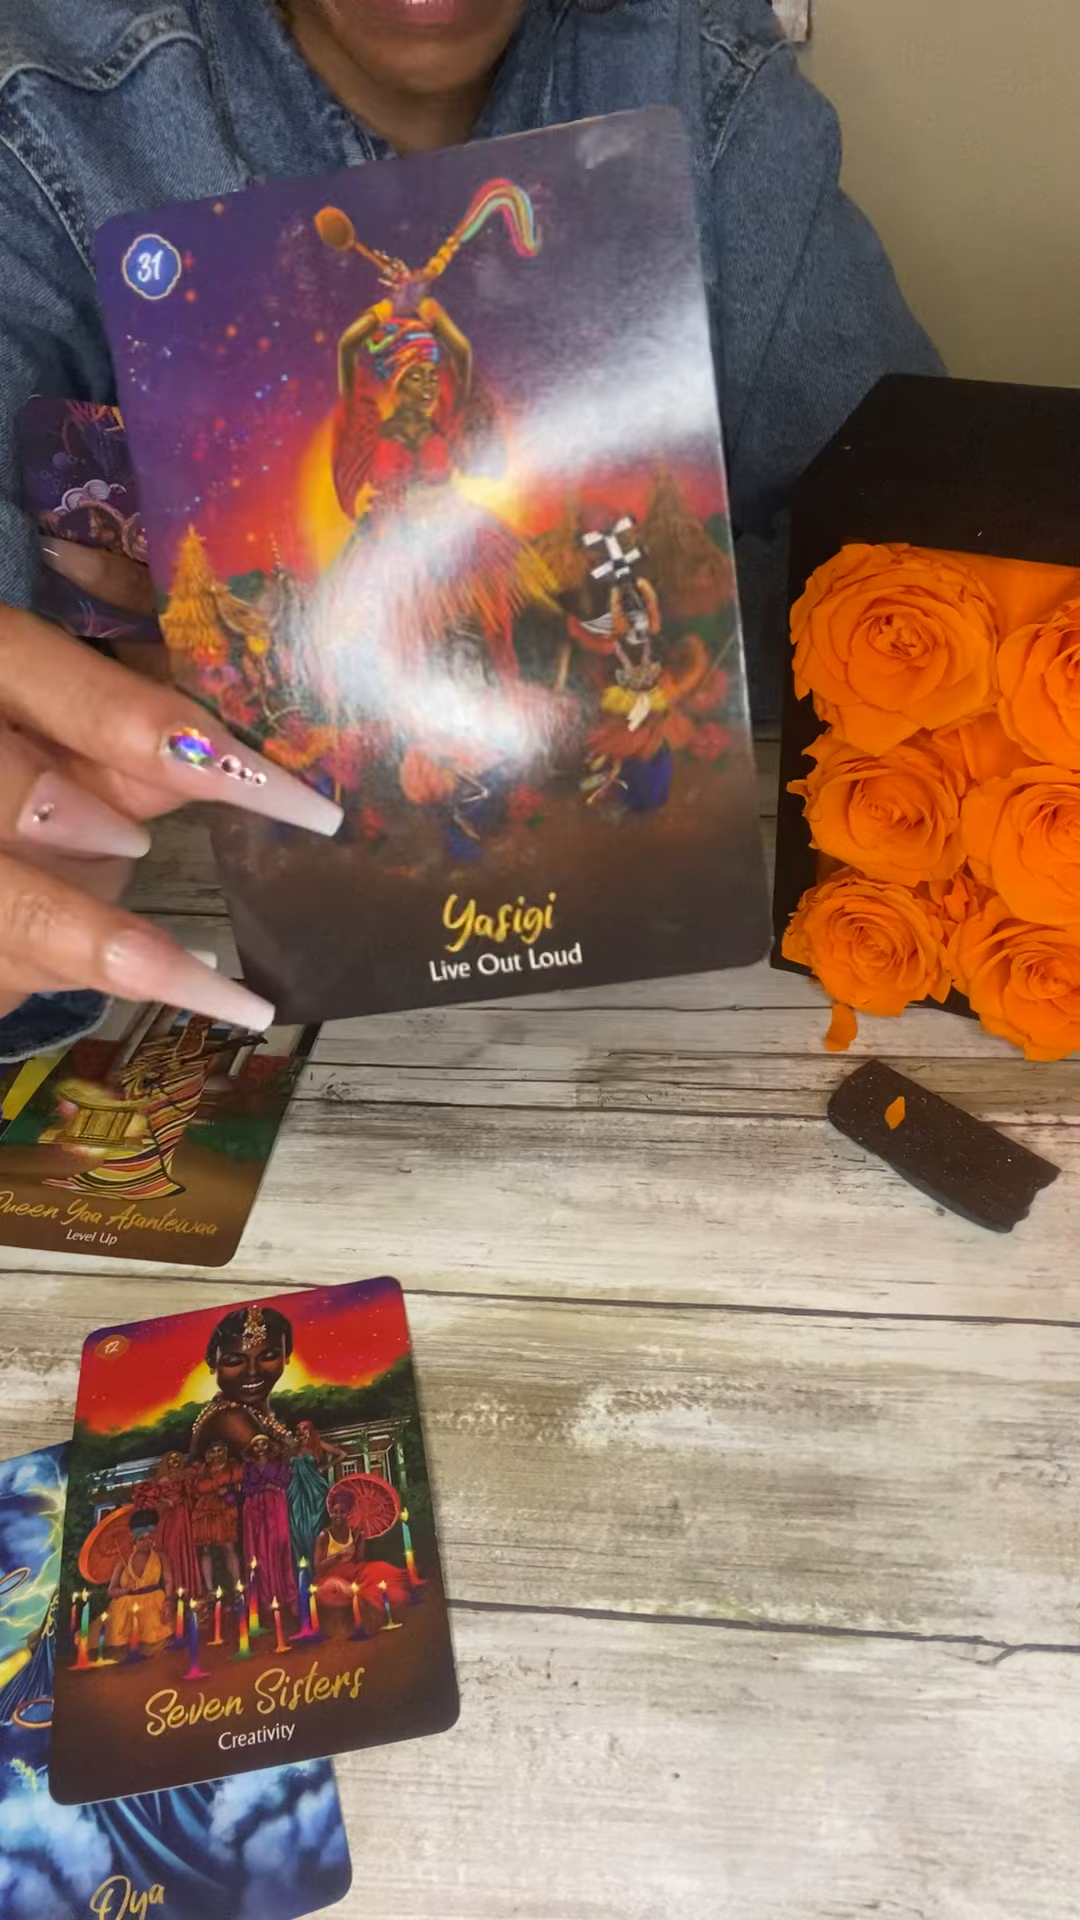 31
Yasigi
Live Out Loud
Queen Yaa Asantewaa
Level Up
12
Seven Sisters
Creativity
Oya